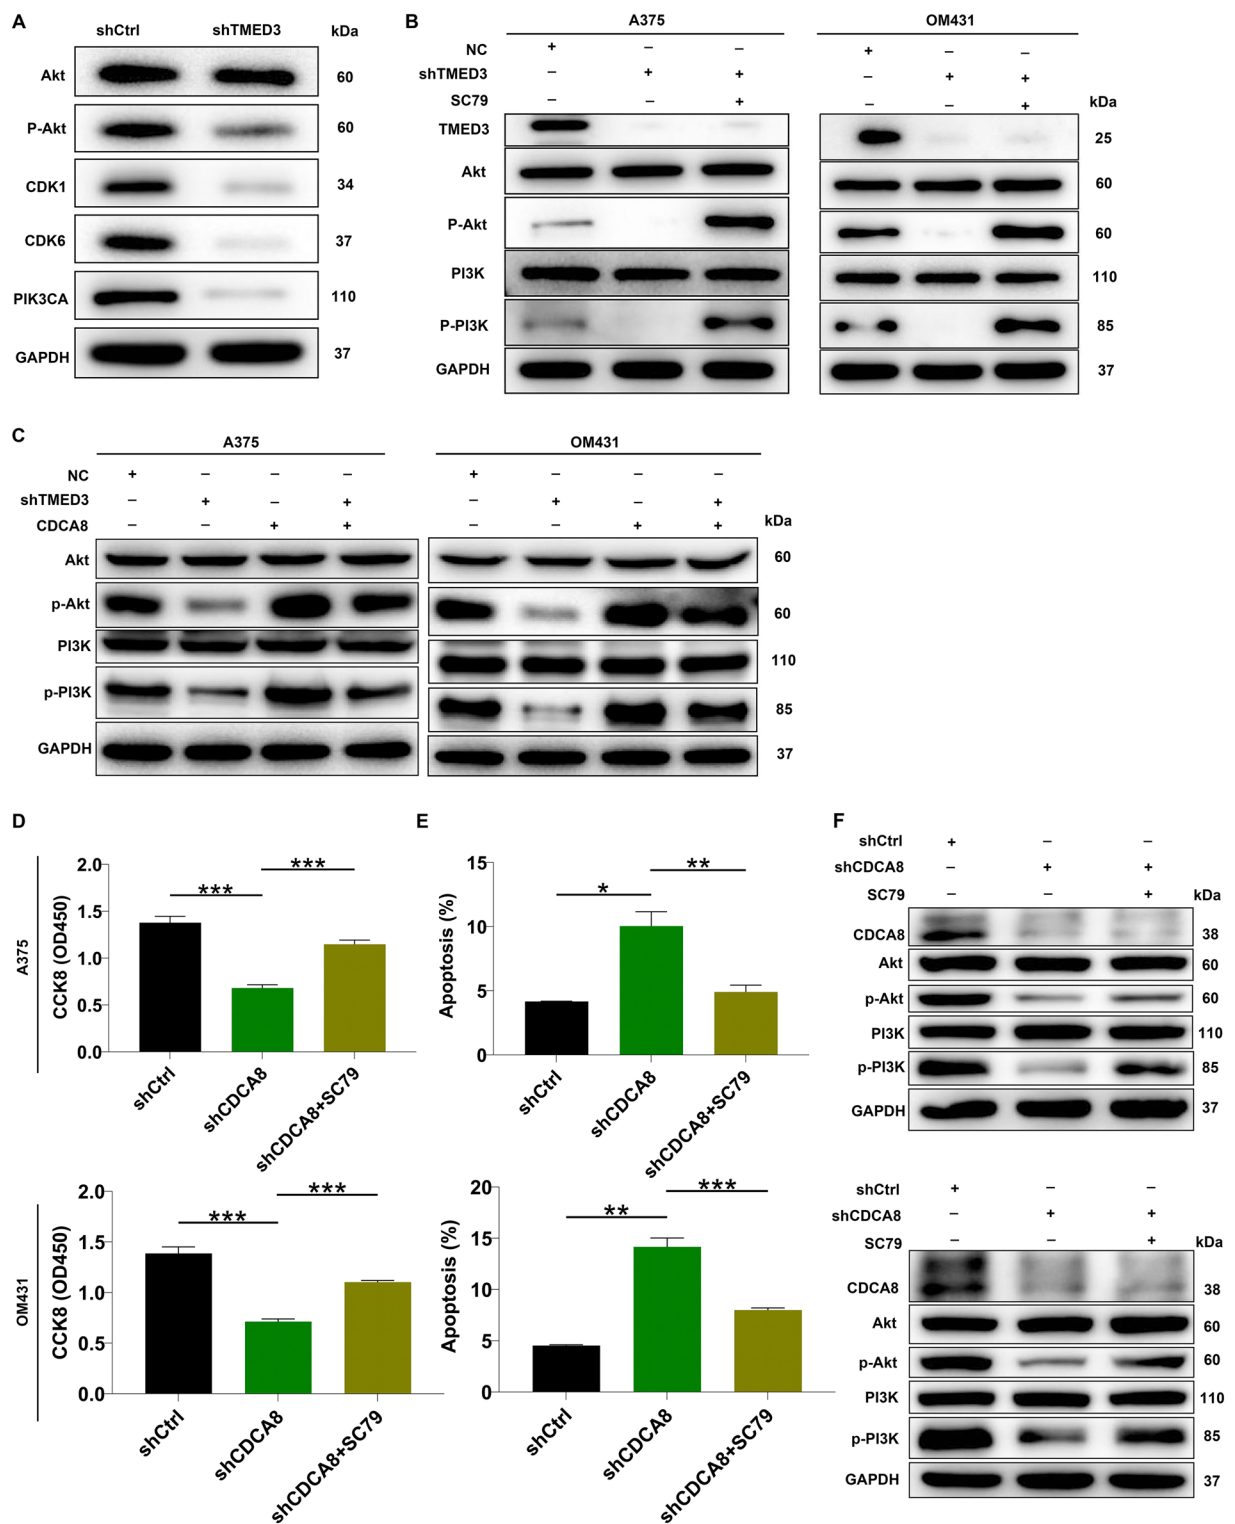 A
shCtrl shTMED3 kDa
Akt 60
P-Akt 60
CDK1 34
CDK6 37
PIK3CA 110
GAPDH 37
B
A375 OM431
NC + – – + – –
shTMED3 – + + – + +
SC79 – – + – – + kDa
TMED3 25
Akt 60
P-Akt 60
PI3K 110
P-PI3K 85
GAPDH 37
C
A375 OM431
NC + – – – + – – –
shTMED3 – + – + – + – +
CDCA8 – – + + – – + + kDa
Akt 60
p-Akt 60
PI3K 110
p-PI3K 85
GAPDH 37
D
A375
CCK8 (OD450)
2.0
1.5
1.0
0.5
0.0
*** ***
shCtrl shCDCA8 shCDCA8+SC79
OM431
CCK8 (OD450)
2.0
1.5
1.0
0.5
0.0
*** ***
shCtrl shCDCA8 shCDCA8+SC79
E
Apoptosis (%)
15
10
5
0
* **
shCtrl shCDCA8 shCDCA8+SC79
Apoptosis (%)
20
15
10
5
0
** ***
shCtrl shCDCA8 shCDCA8+SC79
F
shCtrl + – –
shCDCA8 – + +
SC79 – – + kDa
CDCA8 38
Akt 60
p-Akt 60
PI3K 110
p-PI3K 85
GAPDH 37
shCtrl + – –
shCDCA8 – + +
SC79 – – + kDa
CDCA8 38
Akt 60
p-Akt 60
PI3K 110
p-PI3K 85
GAPDH 37